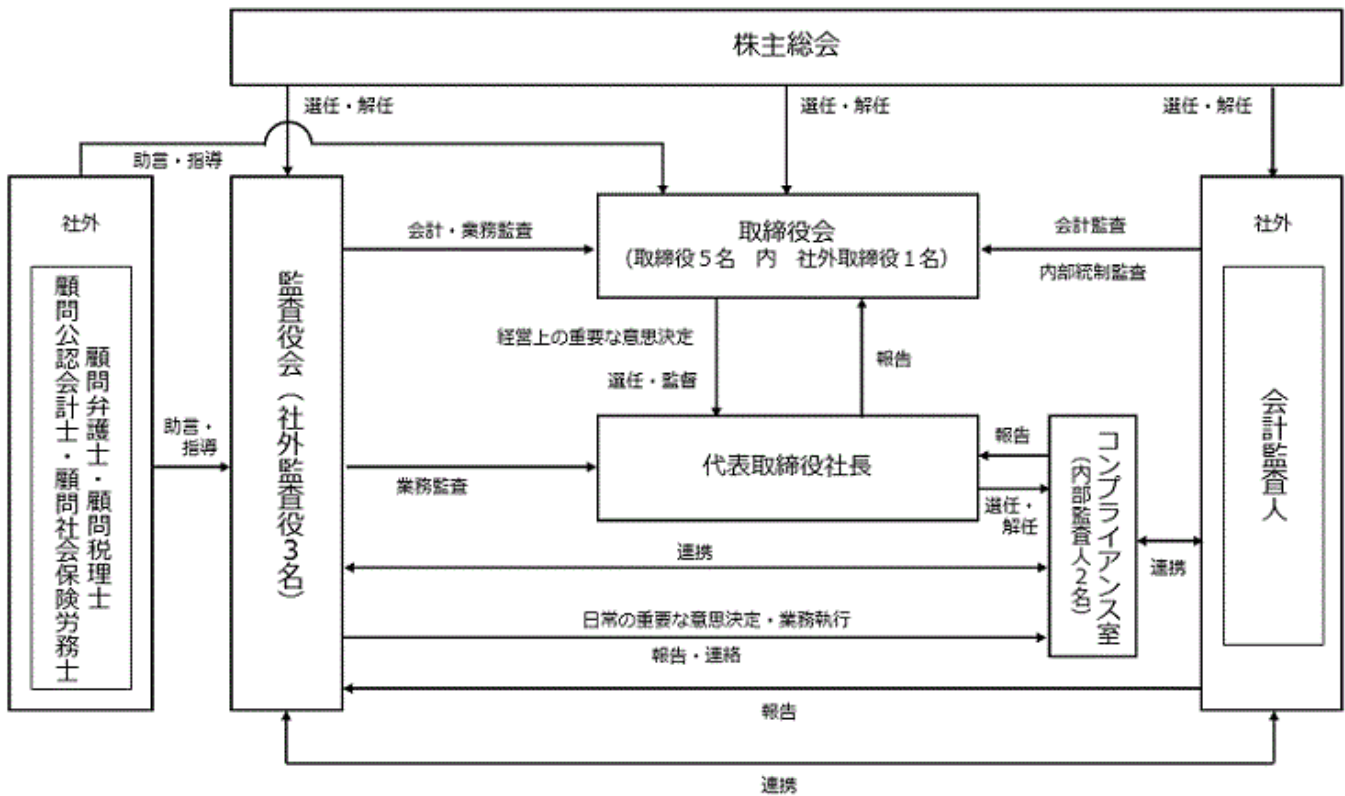 株主総会
選任・解任
選任・解任
選任・解任
助言・指導
社外
顧問弁護士・顧問税理士
顧問公認会計士・顧問社会保険労務士
助言・
指導
監査役会（社外監査役3名）
会計・業務監査
取締役会
（取締役5名　内　社外取締役1名）
会計監査
内部統制監査
社外
会計監査人
経営上の重要な意思決定
選任・監督
報告
代表取締役社長
業務監査
報告
選任・
解任
コンプライアンス室
（内部監査人2名）
連携
連携
日常の重要な意思決定・業務執行
報告・連絡
報告
連携